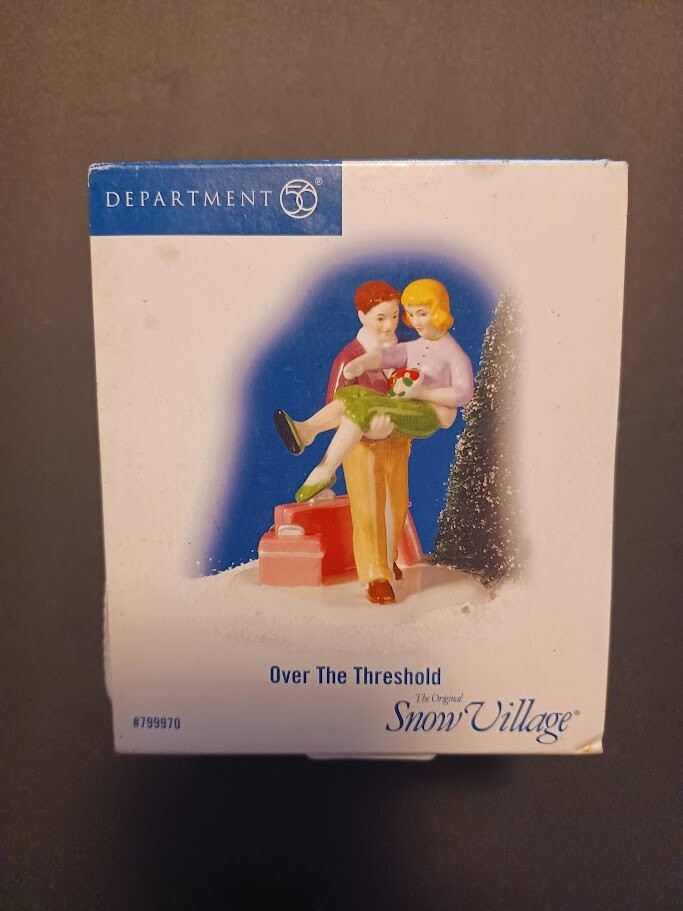 DEPARTMENT 56®
Over The Threshold
The Original
Snow Village®
#799970